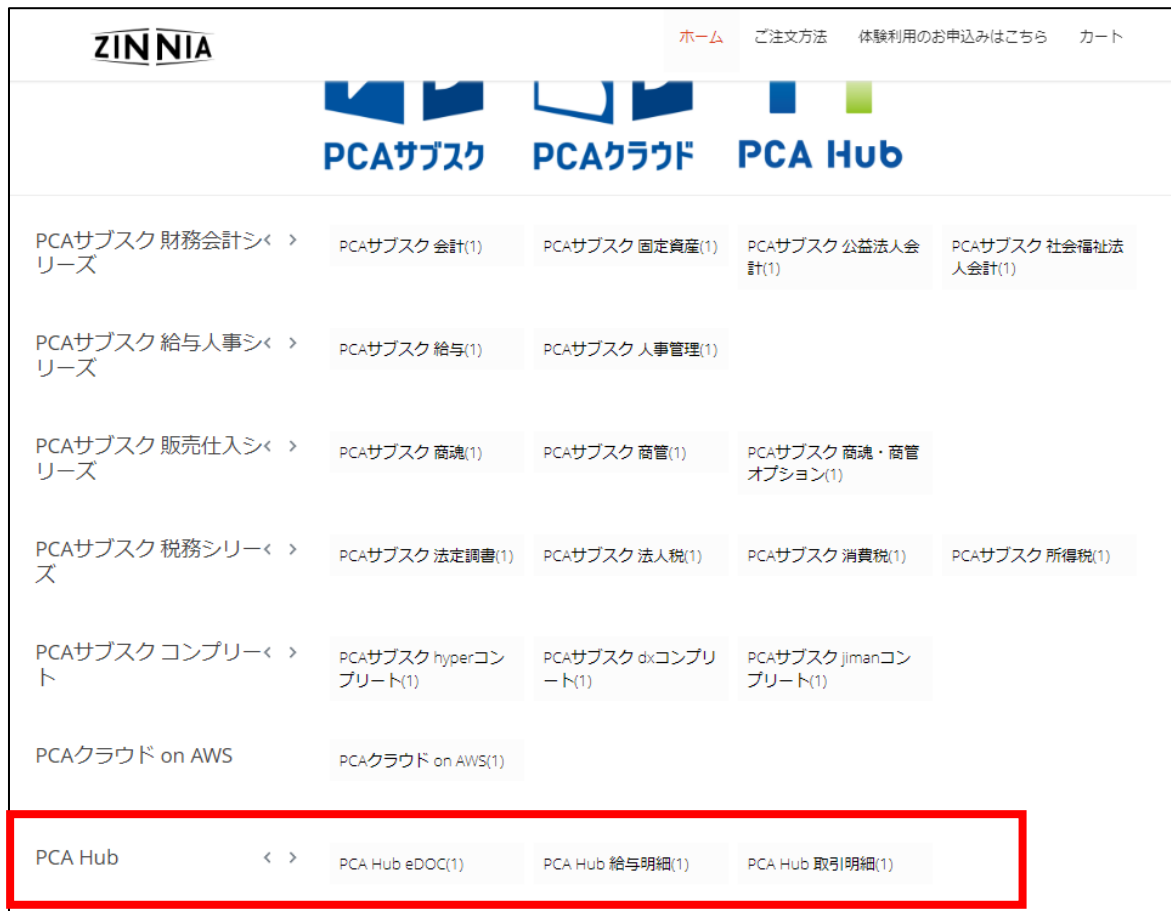 ZINNIA
ホーム ご注文方法 体験利用のお申込みはこちら カート
PCAサブスク PCAクラウド PCA Hub
PCAサブスク 財務会計シ
リーズ
< >
PCAサブスク 会計(1)
PCAサブスク 固定資産(1)
PCAサブスク 公益法人会
計(1)
PCAサブスク 社会福祉法
人会計(1)
PCAサブスク 給与人事シ
リーズ
< >
PCAサブスク 給与(1)
PCAサブスク 人事管理(1)
PCAサブスク 販売仕入シ
リーズ
< >
PCAサブスク 商魂(1)
PCAサブスク 商管(1)
PCAサブスク 商魂・商管
オプション(1)
PCAサブスク 税務シリー
ズ
< >
PCAサブスク 法定調書(1)
PCAサブスク 法人税(1)
PCAサブスク 消費税(1)
PCAサブスク 所得税(1)
PCAサブスク コンプリー
ト
< >
PCAサブスク hyperコン
プリート(1)
PCAサブスク dxコンプリ
ート(1)
PCAサブスク jimanコン
プリート(1)
PCAクラウド on AWS
PCAクラウド on AWS(1)
PCA Hub
< >
PCA Hub eDOC(1)
PCA Hub 給与明細(1)
PCA Hub 取引明細(1)